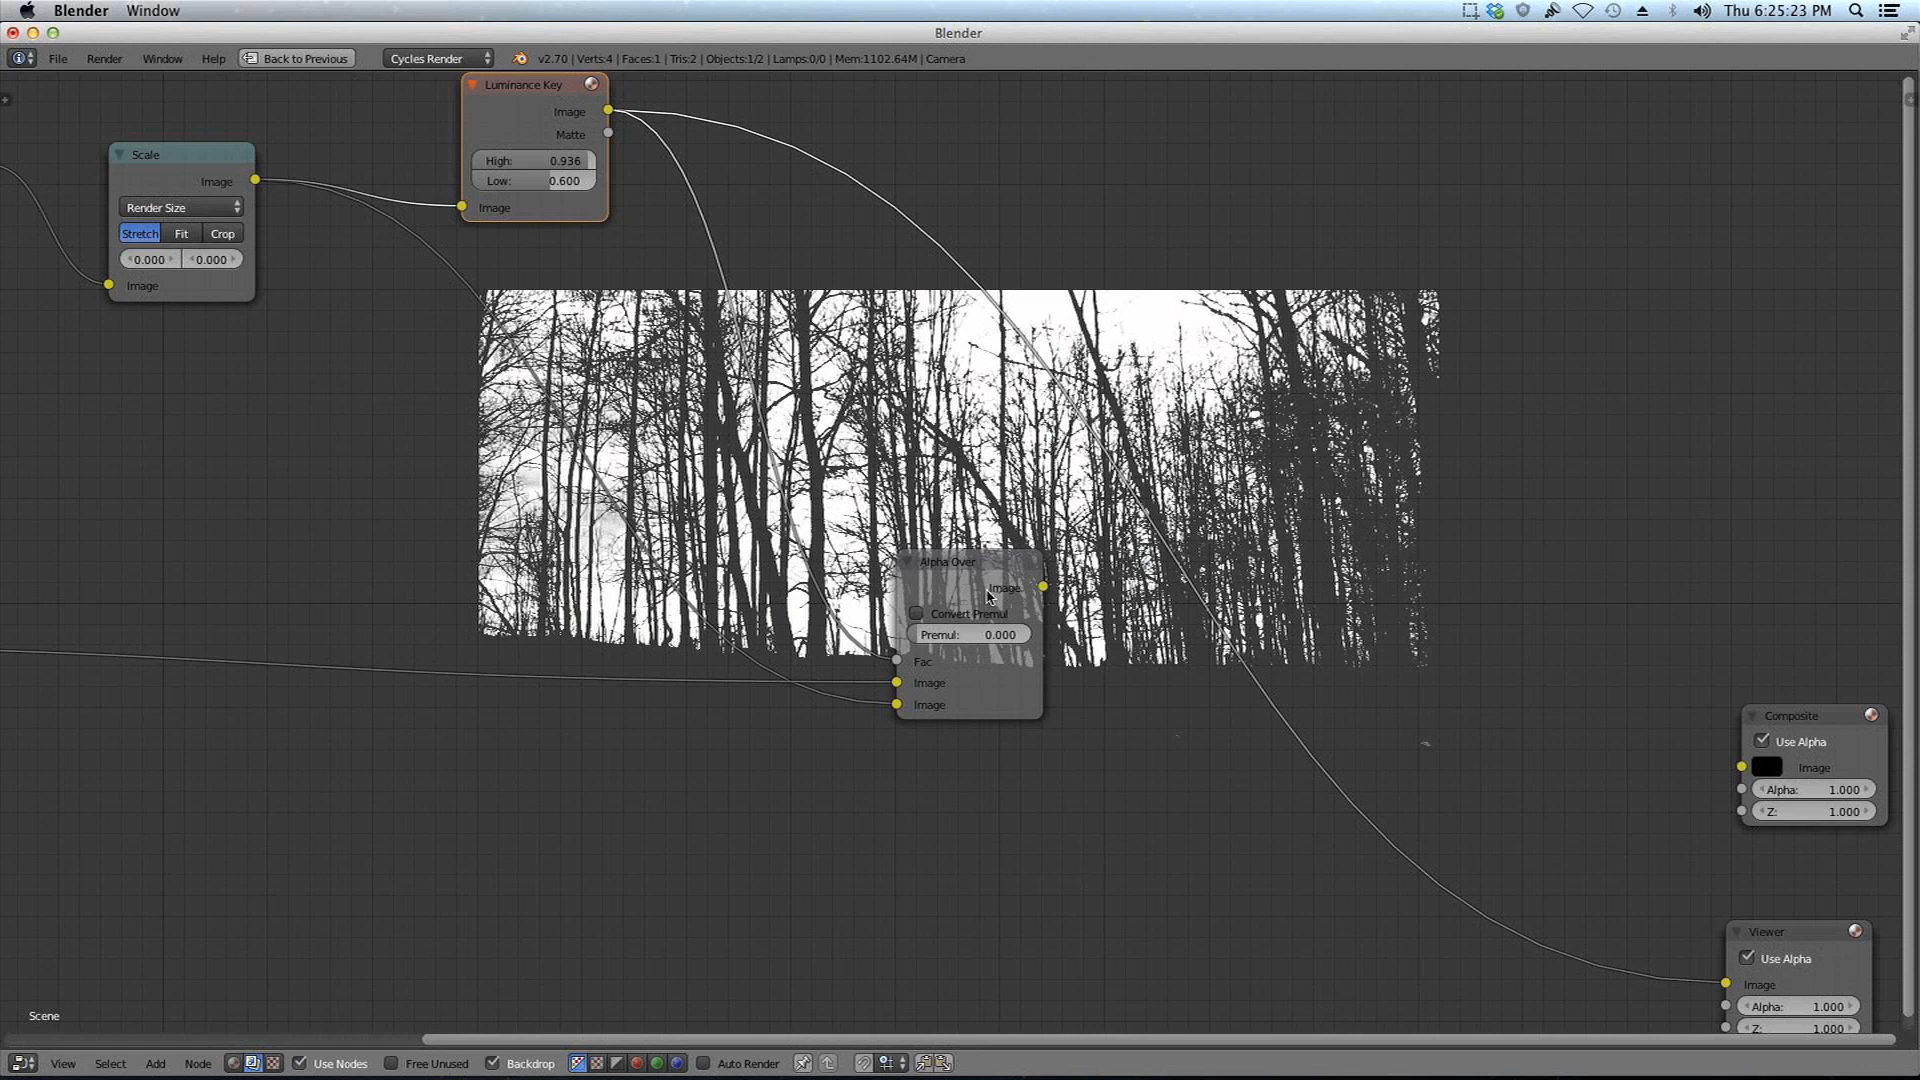 Blender Window Thu 6:25:23 PM
Blender
File Render Window Help Back to Previous Cycles Render v2.70 | Verts:4 | Faces:1 | Tris:2 | Objects:1/2 | Lamps:0/0 | Mem:1102.64M | Camera
Luminance Key
Image
Matte
High: 0.936
Low: 0.600
Image
Scale
Image
Render Size
Stretch Fit Crop
0.000 0.000
Image
Alpha Over
Image
Convert Premul
Premul: 0.000
Fac
Image
Image
Composite
Use Alpha
Image
Alpha: 1.000
Z: 1.000
Viewer
Use Alpha
Image
Alpha: 1.000
Z: 1.000
Scene
View Select Add Node Use Nodes Free Unused Backdrop Auto Render